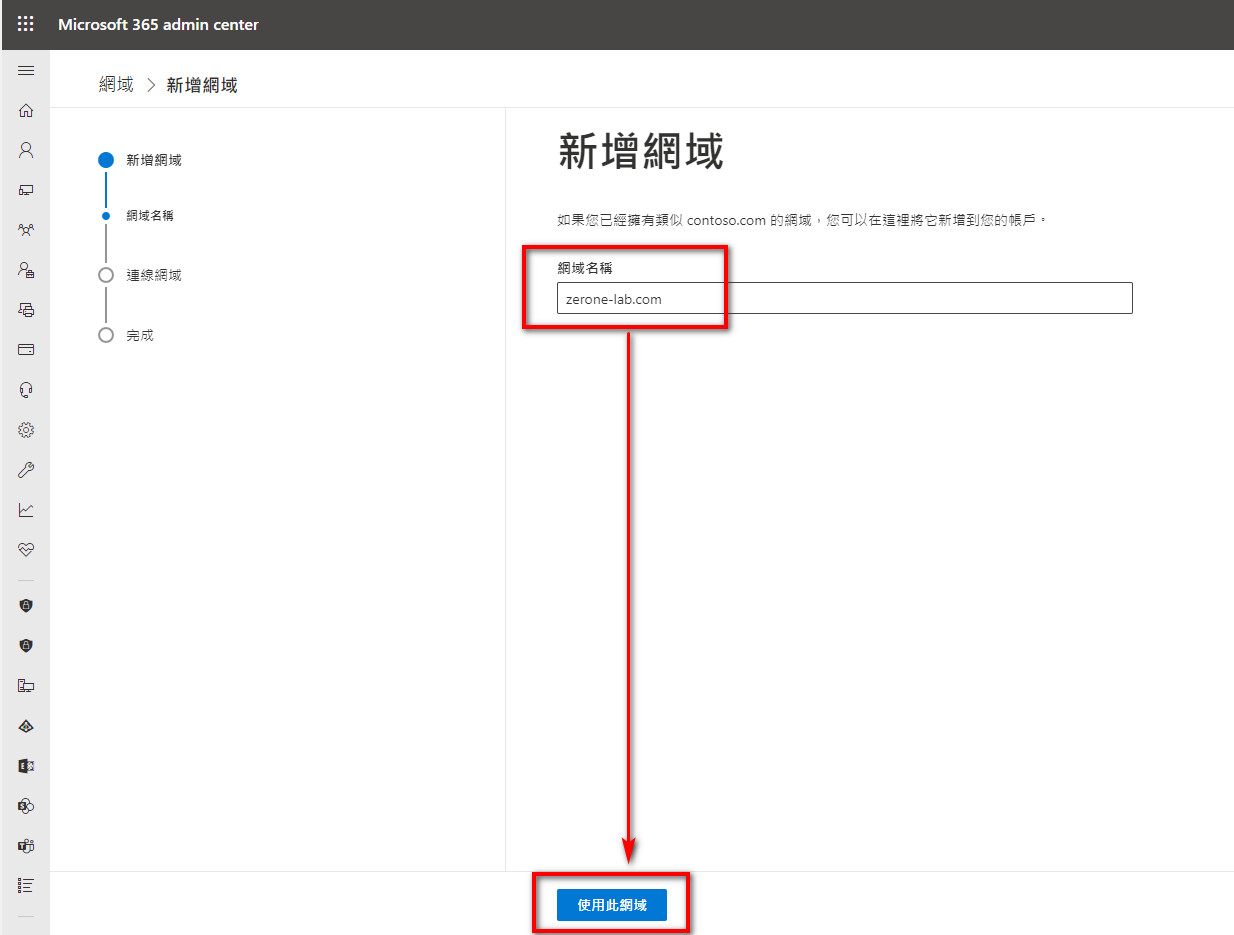 Microsoft 365 admin center
網域 > 新增網域
新增網域
網域名稱
連線網域
完成
新增網域
如果您已經擁有類似 contoso.com 的網域，您可以在這裡將它新增到您的帳戶。
網域名稱
zerone-lab.com
使用此網域